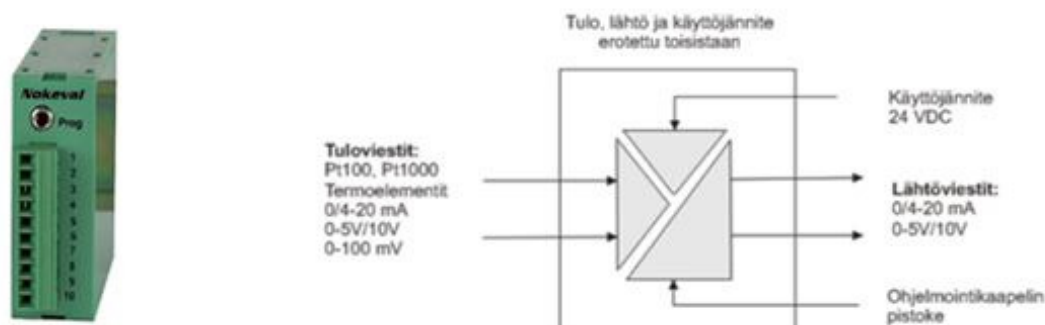 Nokeval
Prog
1
2
3
4
5
6
7
8
9
10
Tulo, lähtö ja käyttöjännite
erotettu toisistaan
Käyttöjännite
24 VDC
Tuloviestit:
Pt100, Pt1000
Termoelementit
0/4-20 mA
0-5V/10V
0-100 mV
Lähtöviestit:
0/4-20 mA
0-5V/10V
Ohjelmointikaapelin
pistoke